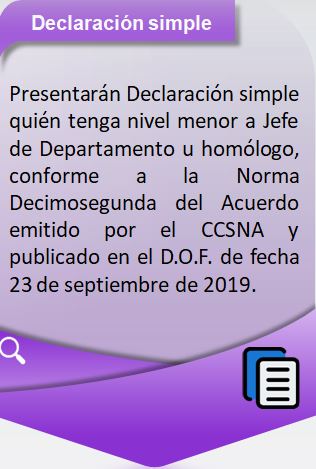 Declaración simple
Presentarán Declaración simple
quién tenga nivel menor a Jefe
de Departamento u homólogo,
conforme a la Norma
Decimosegunda del Acuerdo
emitido por el CCSNA y
publicado en el D.O.F. de fecha
23 de septiembre de 2019.